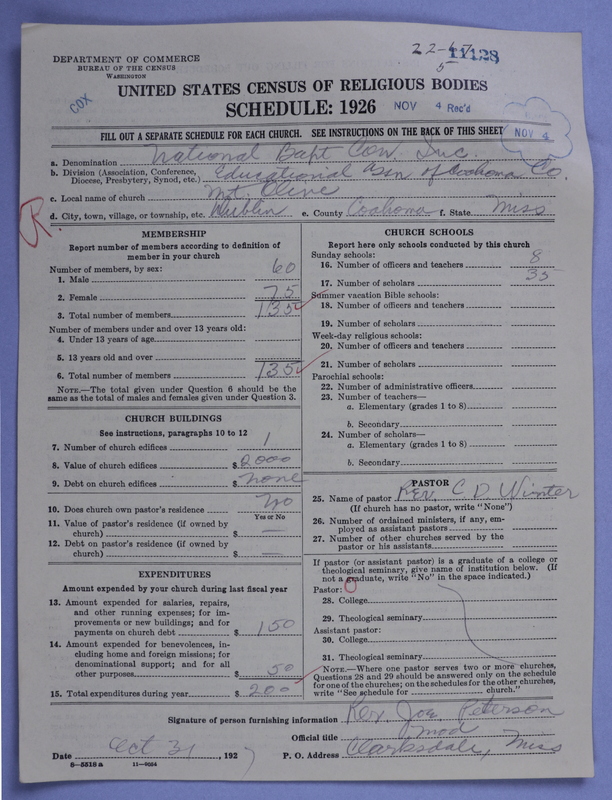 22-
11128
5
DEPARTMENT OF COMMERCE
BUREAU OF THE CENSUS
WASHINGTON
COX
UNITED STATES CENSUS OF RELIGIOUS BODIES
SCHEDULE: 1926
NOV 4 Rec'd
NOV 4
FILL OUT A SEPARATE SCHEDULE FOR EACH CHURCH. SEE INSTRUCTIONS ON THE BACK OF THIS SHEET
a. Denomination National Bapt Con Inc.
b. Division (Association, Conference, Educational Assn of Coahoma Co.
Diocese, Presbytery, Synod, etc.)
c. Local name of church Mt. Olive
d. City, town, village, or township, etc. Dublin e. County Coahoma f. State Miss
R.
MEMBERSHIP
Report number of members according to definition of
member in your church
Number of members, by sex:
1. Male 60
2. Female 75
3. Total number of members 135
Number of members under and over 13 years old:
4. Under 13 years of age
5. 13 years old and over
6. Total number of members 135
NOTE.—The total given under Question 6 should be the
same as the total of males and females given under Question 3.
CHURCH BUILDINGS
See instructions, paragraphs 10 to 12
7. Number of church edifices 1
8. Value of church edifices $2000
9. Debt on church edifices $none
10. Does church own pastor's residence no
Yes or No
11. Value of pastor's residence (if owned by
church) $ —
12. Debt on pastor's residence (if owned by
church) $ —
EXPENDITURES
Amount expended by your church during last fiscal year
13. Amount expended for salaries, repairs,
and other running expenses; for im-
provements or new buildings; and for
payments on church debt $ 150
14. Amount expended for benevolences, in-
cluding home and foreign missions; for
denominational support; and for all
other purposes $ 50
15. Total expenditures during year $ 200
CHURCH SCHOOLS
Report here only schools conducted by this church
Sunday schools:
16. Number of officers and teachers 8
17. Number of scholars 35
Summer vacation Bible schools:
18. Number of officers and teachers
19. Number of scholars
Week-day religious schools:
20. Number of officers and teachers
21. Number of scholars
Parochial schools:
22. Number of administrative officers
23. Number of teachers—
a. Elementary (grades 1 to 8)
b. Secondary
24. Number of scholars—
a. Elementary (grades 1 to 8)
b. Secondary
PASTOR
25. Name of pastor Rev. C D Winter
(If church has no pastor, write "None")
26. Number of ordained ministers, if any, em-
ployed as assistant pastors
27. Number of other churches served by the
pastor or his assistants
If pastor (or assistant pastor) is a graduate of a college or
theological seminary, give name of institution below. (If
not a graduate, write "No" in the space indicated.)
Pastor:
28. College
29. Theological seminary
Assistant pastor:
30. College
31. Theological seminary
NOTE.—Where one pastor serves two or more churches,
Questions 28 and 29 should be answered only on the schedule
for one of the churches; on the schedules for the other churches,
write "See schedule for church."
Signature of person furnishing information Rev. Joe Peterson
Official title mod
Date Oct 31, 1927 P. O. Address Clarksdale, Miss
8—5518 a 11—9024